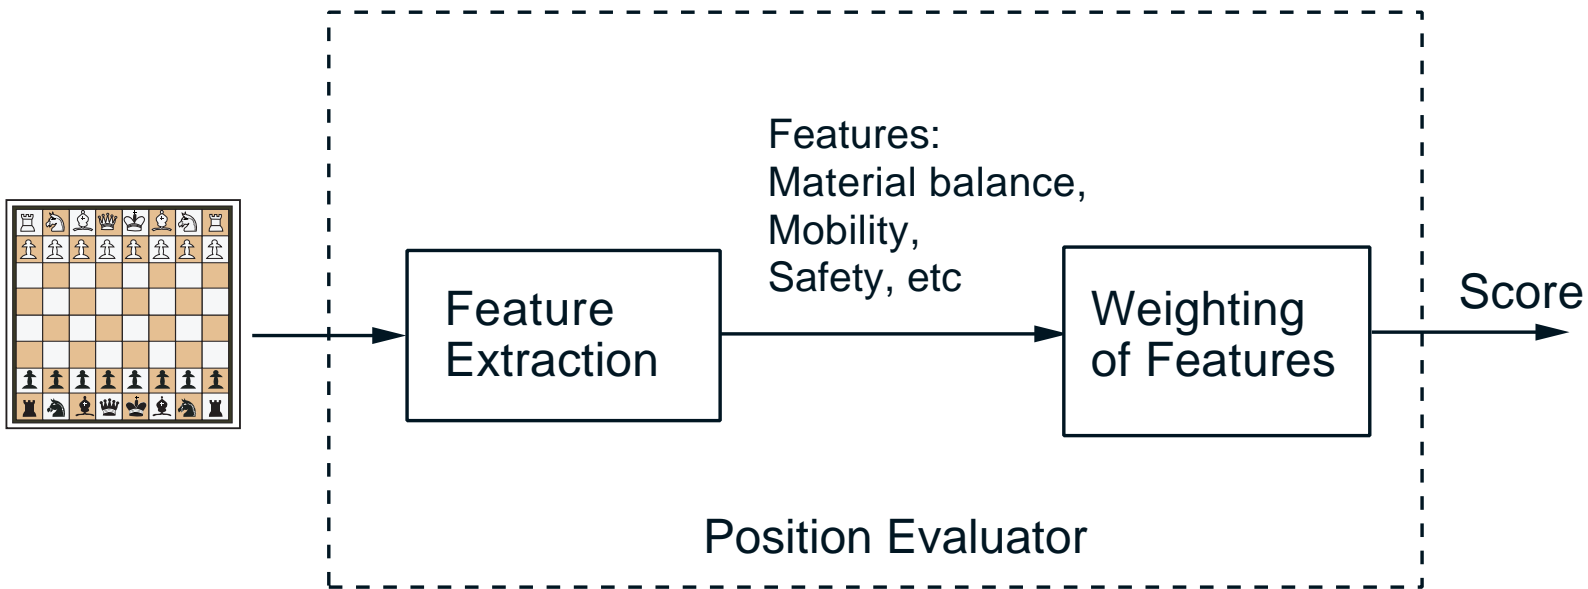 Features:
Material balance,
Mobility,
Safety, etc
Feature
Extraction
Weighting
of Features
Score
Position Evaluator